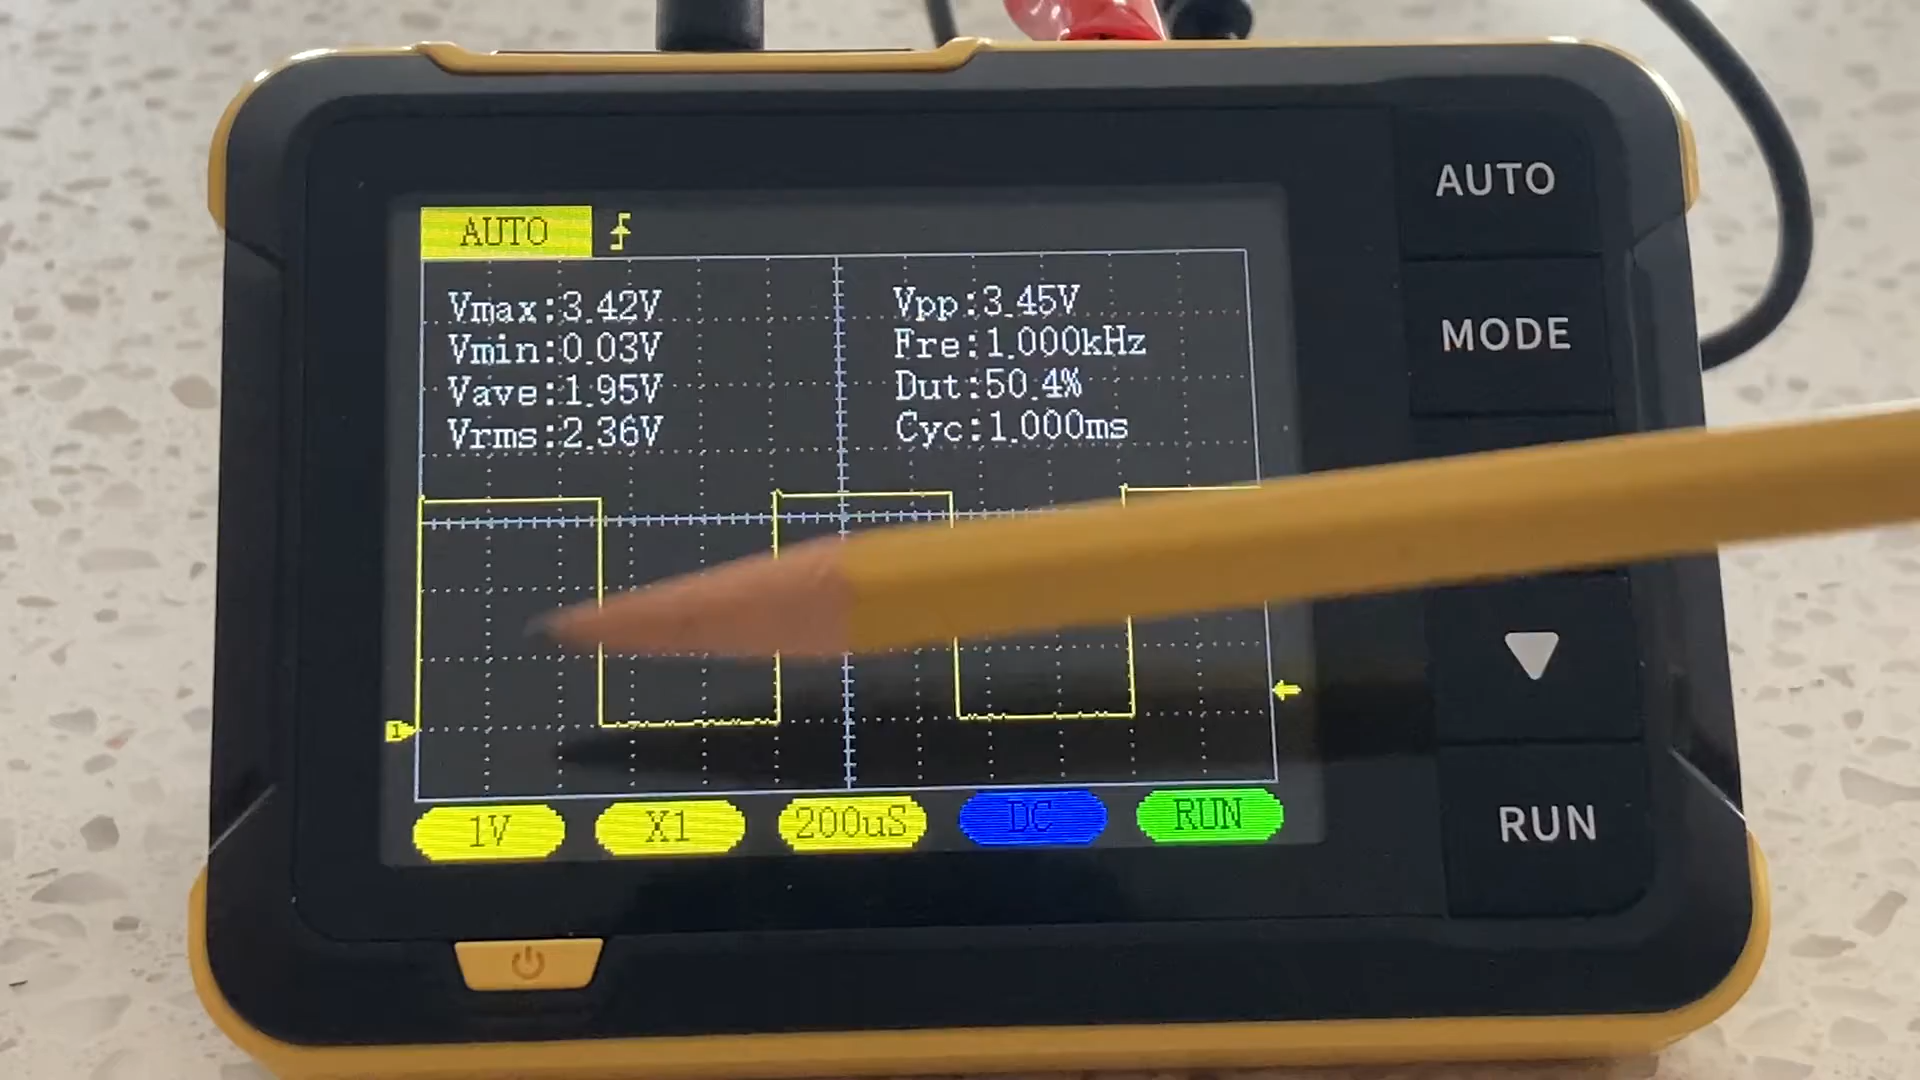 AUTO
AUTO
Vmax:3.42V
Vpp:3.45V
Vmin:0.03V
Fre:1.000kHz
MODE
Vave:1.95V
Dut:50.4%
Vrms:2.36V
Cyc:1.000ms
1
1V
X1
200uS
DC
RUN
RUN